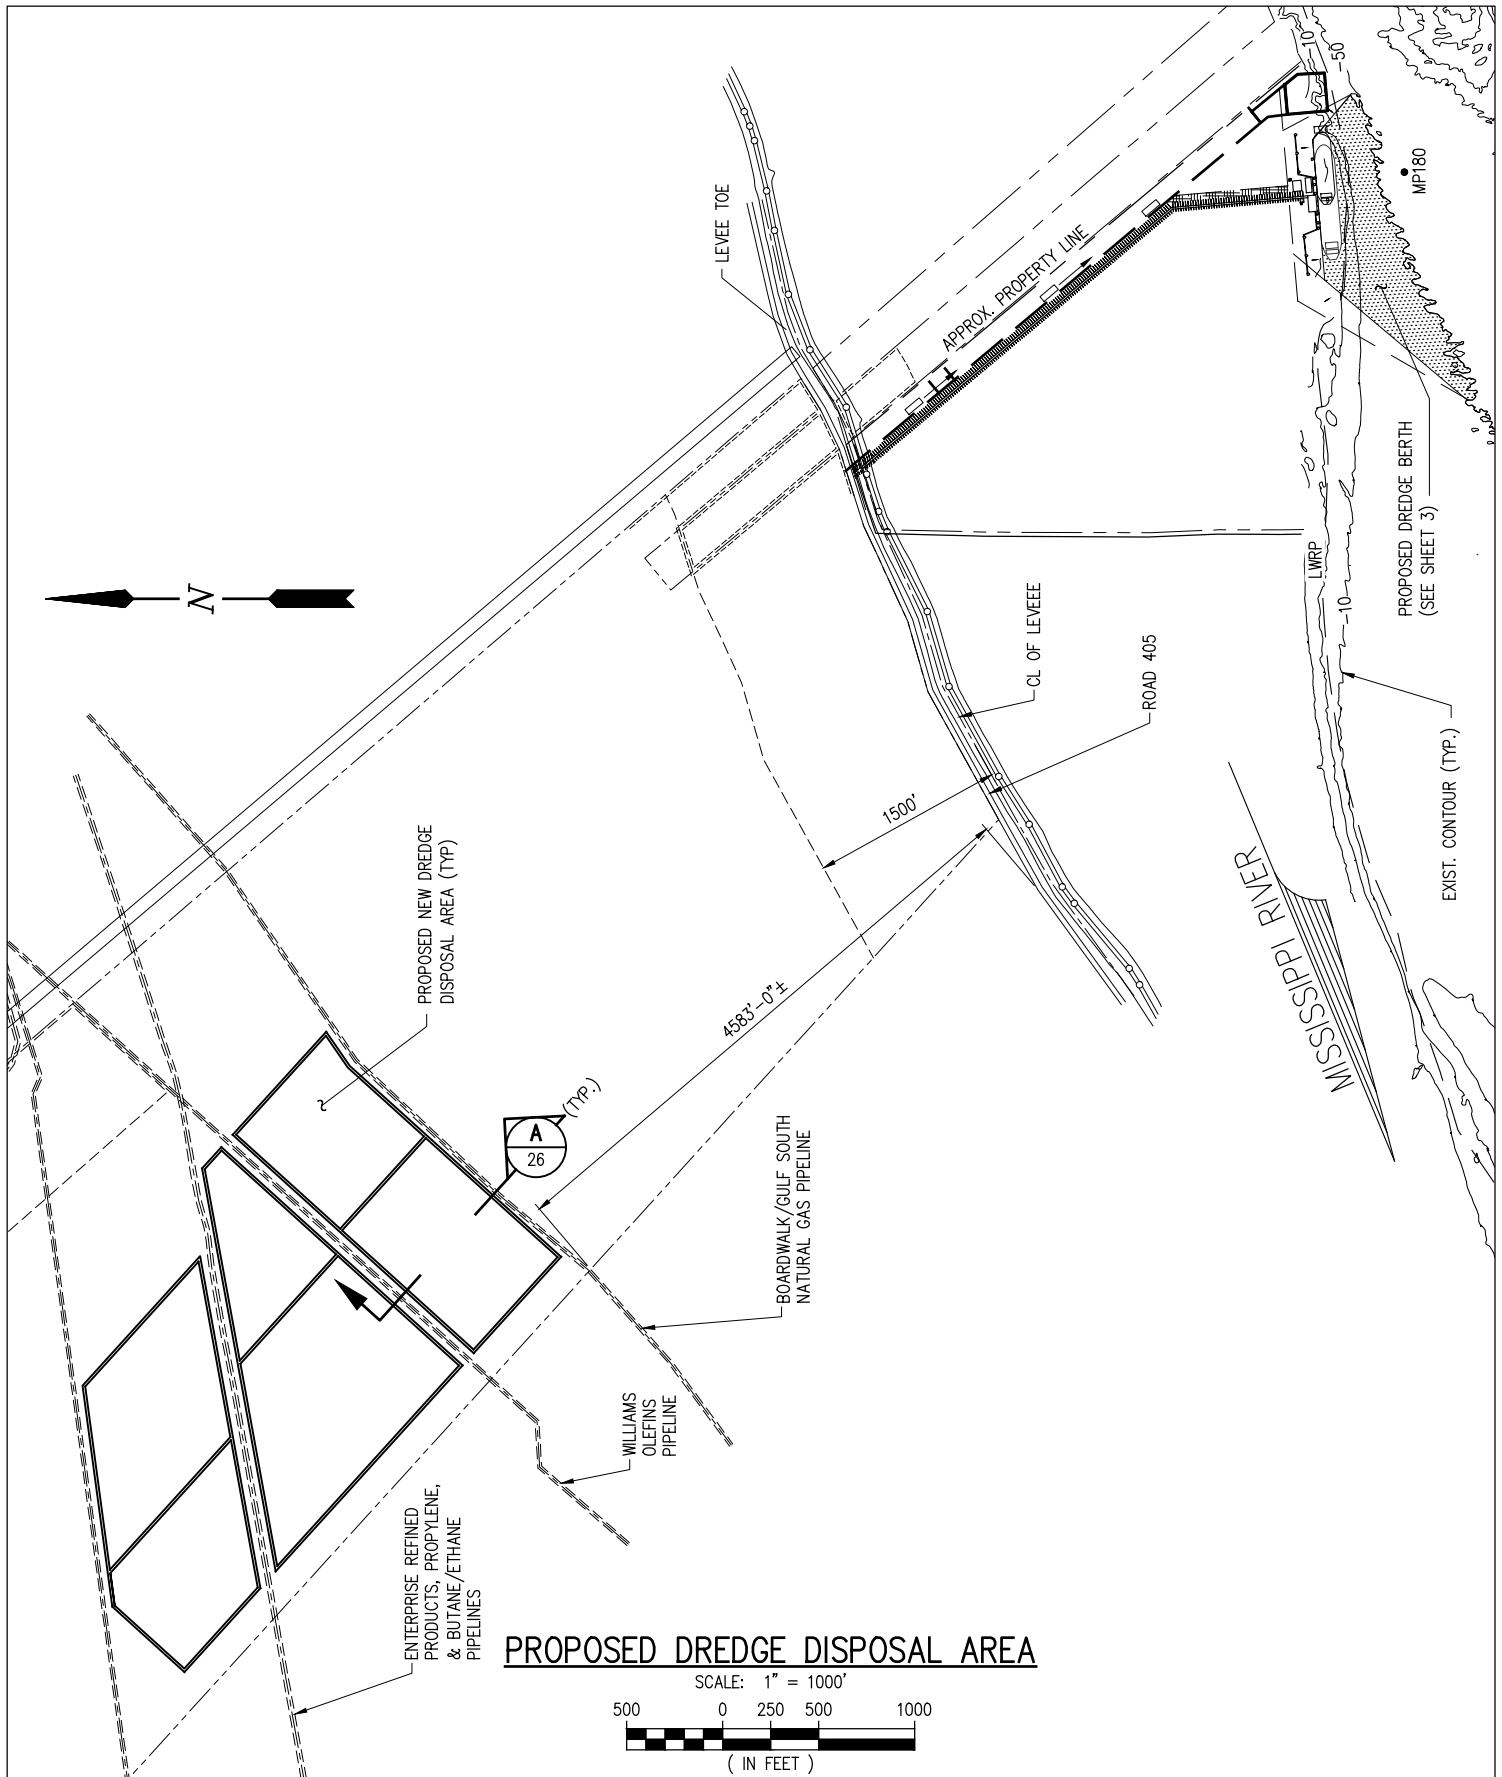 -10
-50
MP180
LEVEE TOE
APPROX. PROPERTY LINE
N
PROPOSED DREDGE BERTH
(SEE SHEET 3)
LWRP
-10
CL OF LEVEEE
ROAD 405
EXIST. CONTOUR (TYP.)
1500'
MISSISSIPPI RIVER
PROPOSED NEW DREDGE
DISPOSAL AREA (TYP)
4583'-0"±
A
26
(TYP.)
BOARDWALK/GULF SOUTH
NATURAL GAS PIPELINE
WILLIAMS
OLEFINS
PIPELINE
ENTERPRISE REFINED
PRODUCTS, PROPYLENE,
& BUTANE/ETHANE
PIPELINES
PROPOSED DREDGE DISPOSAL AREA
SCALE: 1" = 1000'
500 0 250 500 1000
( IN FEET )